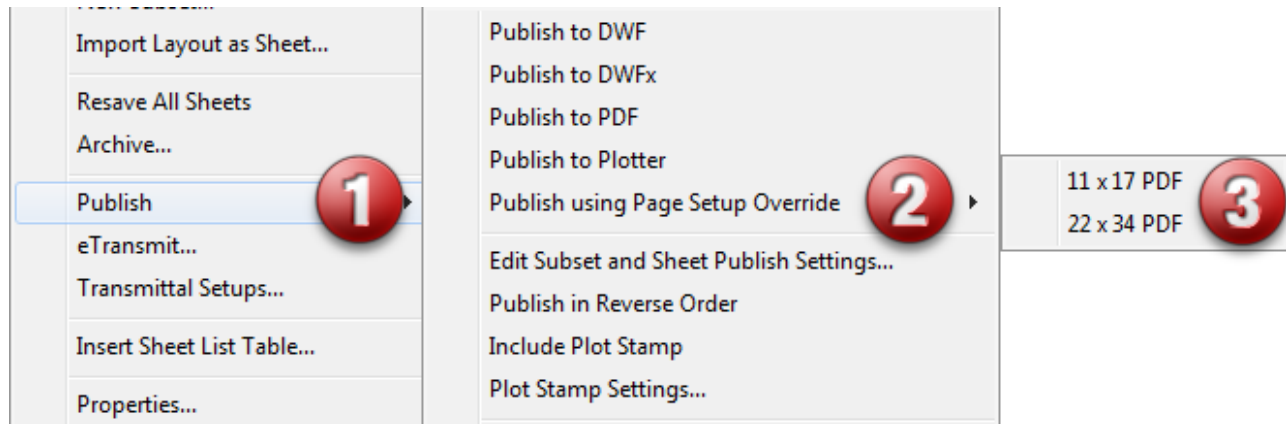 Import Layout as Sheet...
Resave All Sheets
Archive...
Publish
1
eTransmit...
Transmittal Setups...
Insert Sheet List Table...
Properties...
Publish to DWF
Publish to DWFx
Publish to PDF
Publish to Plotter
Publish using Page Setup Override
2
Edit Subset and Sheet Publish Settings...
Publish in Reverse Order
Include Plot Stamp
Plot Stamp Settings...
11 x 17 PDF
22 x 34 PDF
3